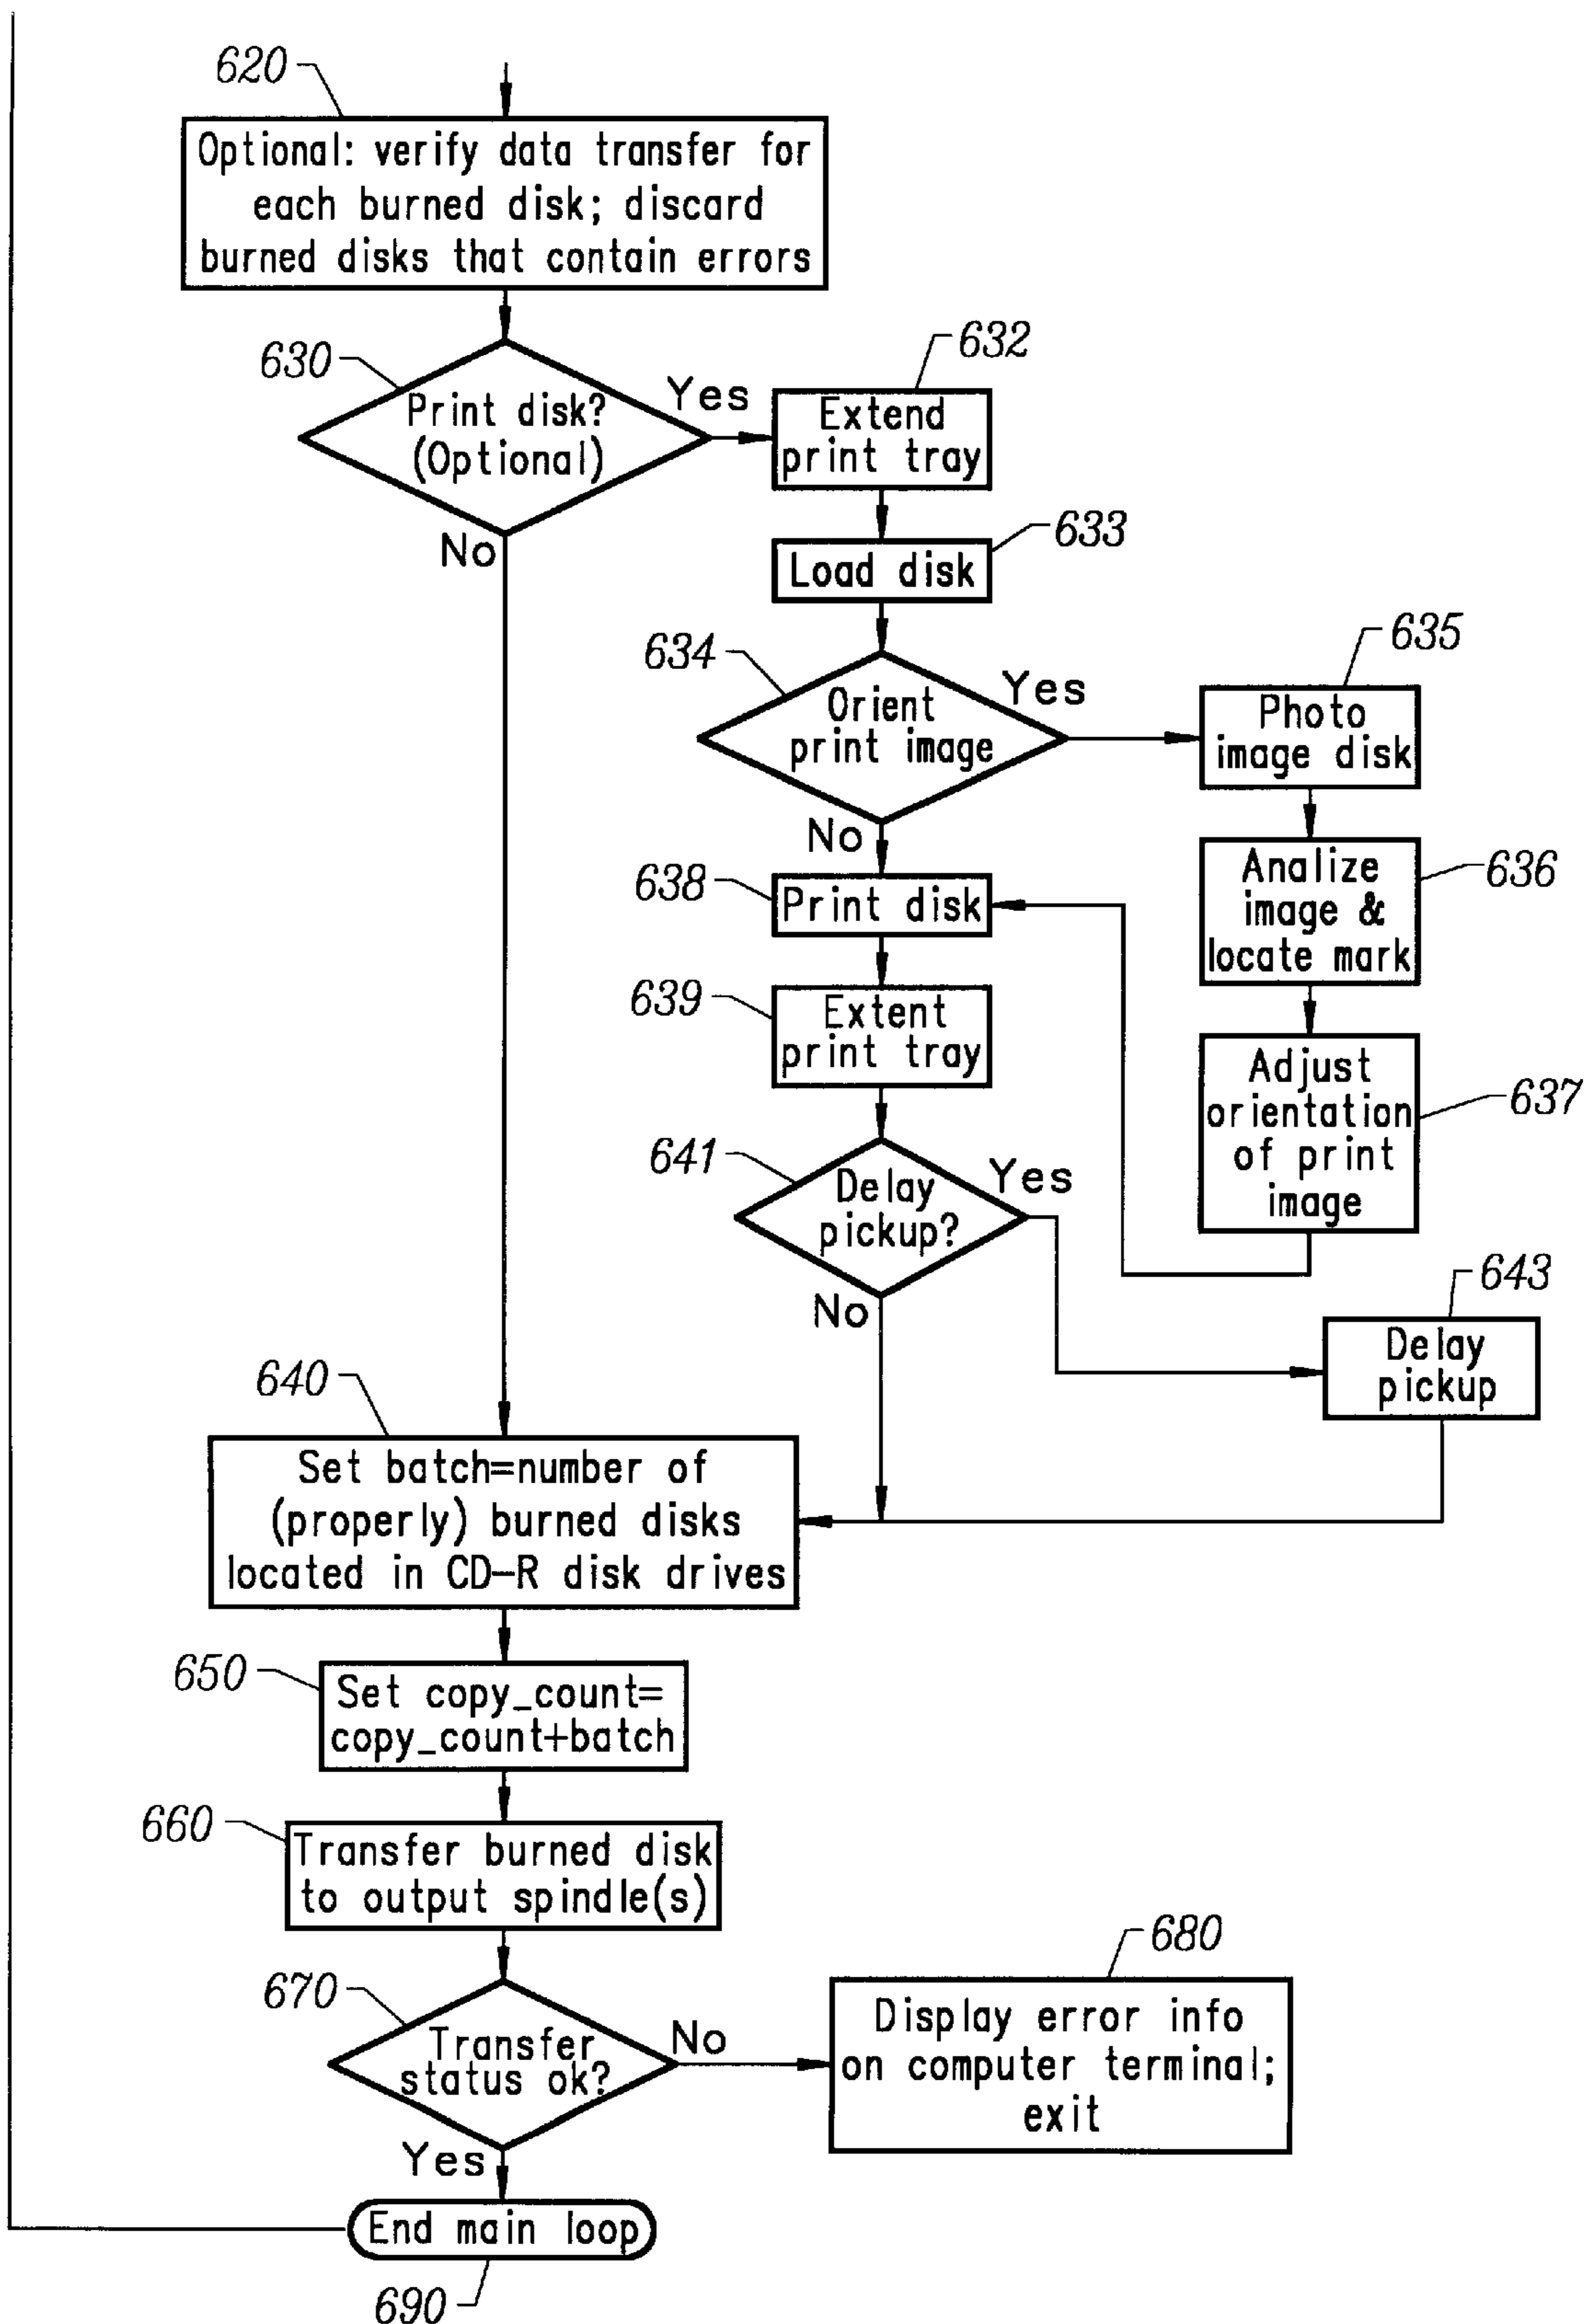 620
Optional: verify data transfer for
each burned disk; discard
burned disks that contain errors
630
Print disk?
(Optional)
Yes
No
632
Extend
print tray
633
Load disk
634
Orient
print image
Yes
No
635
Photo
image disk
636
Analize
image &
locate mark
637
Adjust
orientation
of print
image
638
Print disk
639
Extent
print tray
641
Delay
pickup?
Yes
No
643
Delay
pickup
640
Set batch=number of
(properly) burned disks
located in CD-R disk drives
650
Set copy_count=
copy_count+batch
660
Transfer burned disk
to output spindle(s)
670
Transfer
status ok?
No
Yes
680
Display error info
on computer terminal;
exit
End main loop
690